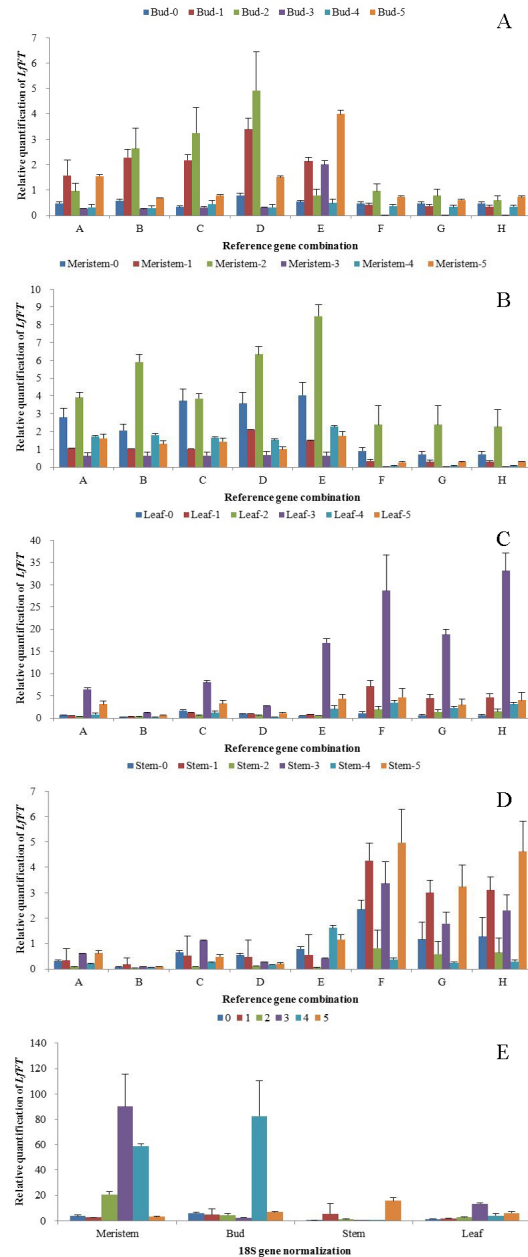 Bud-0 Bud-1 Bud-2 Bud-3 Bud-4 Bud-5
A
Relative quantification of LfFT
7
6
5
4
3
2
1
0
A B C D E F G H
Reference gene combination
Meristem-0 Meristem-1 Meristem-2 Meristem-3 Meristem-4 Meristem-5
B
Relative quantification of LfFT
10
9
8
7
6
5
4
3
2
1
0
A B C D E F G H
Reference gene combination
Leaf-0 Leaf-1 Leaf-2 Leaf-3 Leaf-4 Leaf-5
C
Relative quantification of LfFT
40
35
30
25
20
15
10
5
0
A B C D E F G H
Reference gene combination
Stem-0 Stem-1 Stem-2 Stem-3 Stem-4 Stem-5
D
Relative quantification of LfFT
7
6
5
4
3
2
1
0
A B C D E F G H
Reference gene combination
0 1 2 3 4 5
E
Relative quantification of LfFT
140
120
100
80
60
40
20
0
Meristem Bud Stem Leaf
18S gene normalization